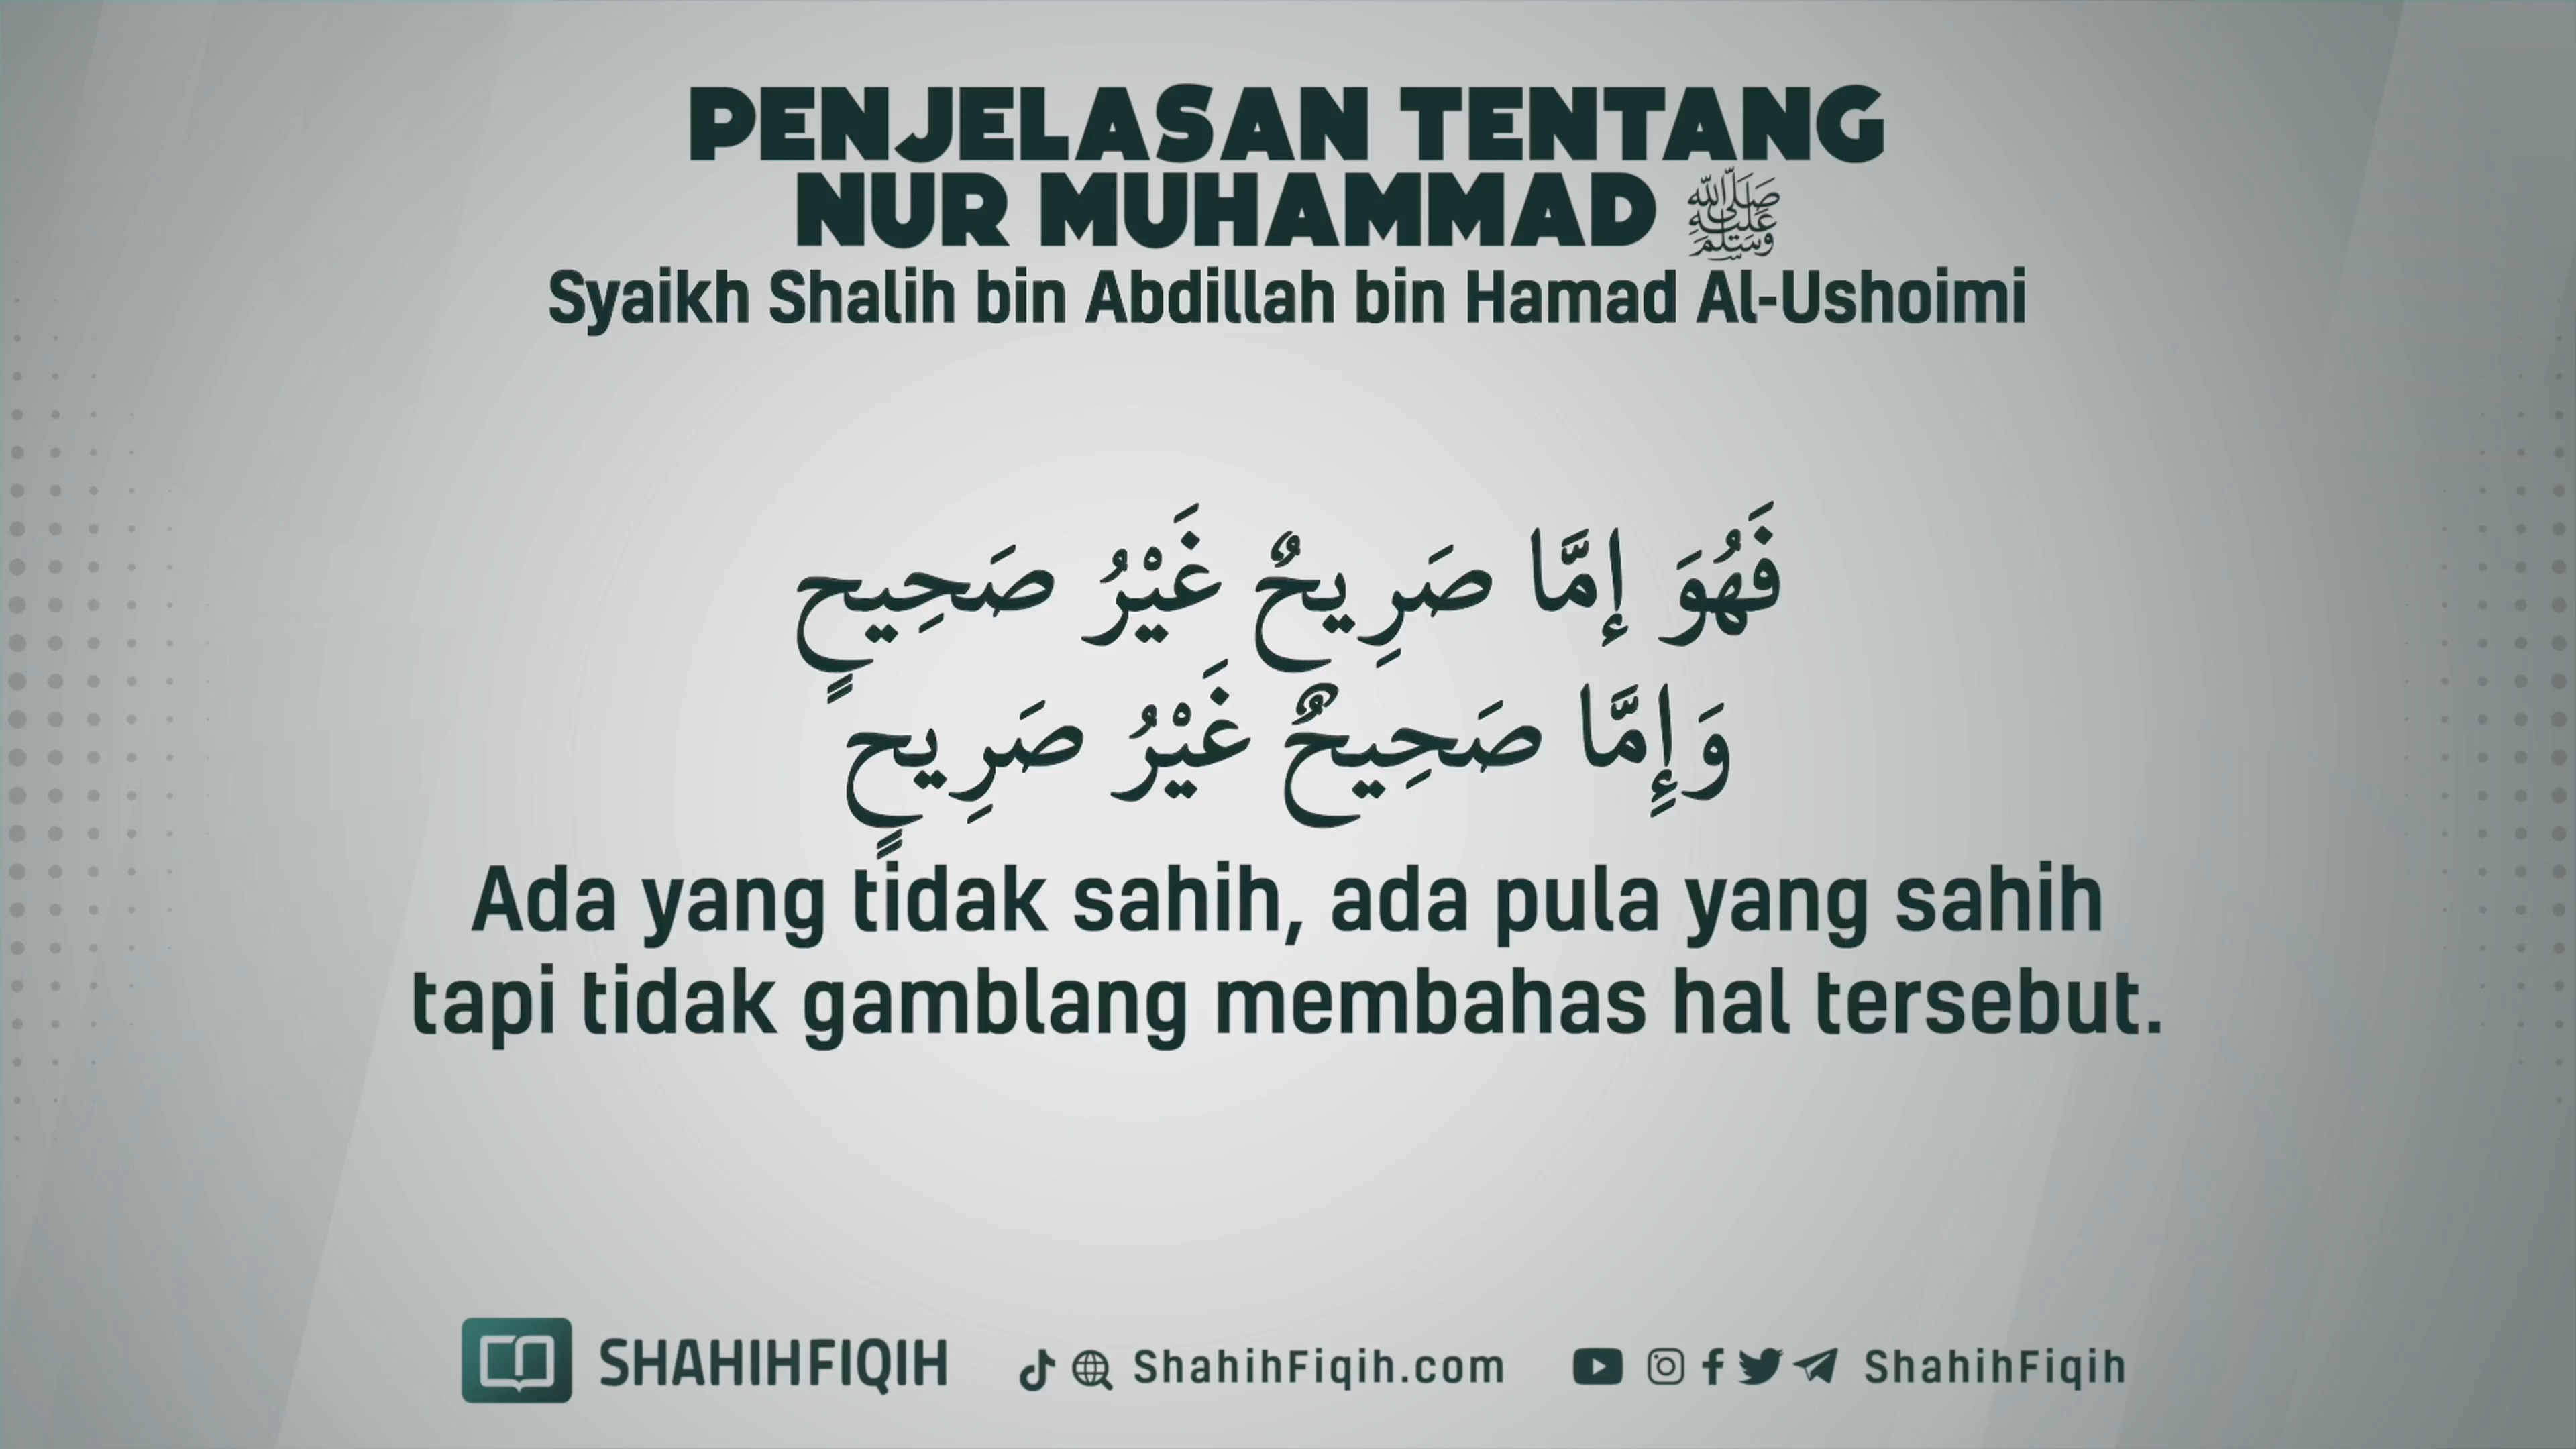 PENJELASAN TENTANG
NUR MUHAMMAD ﷺ
Syaikh Shalih bin Abdillah bin Hamad Al-Ushoimi
فَهُوَ إمَّا صَرِيحٌ غَيْرُ صَحِيحٍ
وَإِمَّا صَحِيحٌ غَيْرُ صَرِيحٍ
Ada yang tidak sahih, ada pula yang sahih
tapi tidak gamblang membahas hal tersebut.
SHAHIHFIQIH ShahihFiqih.com ShahihFiqih